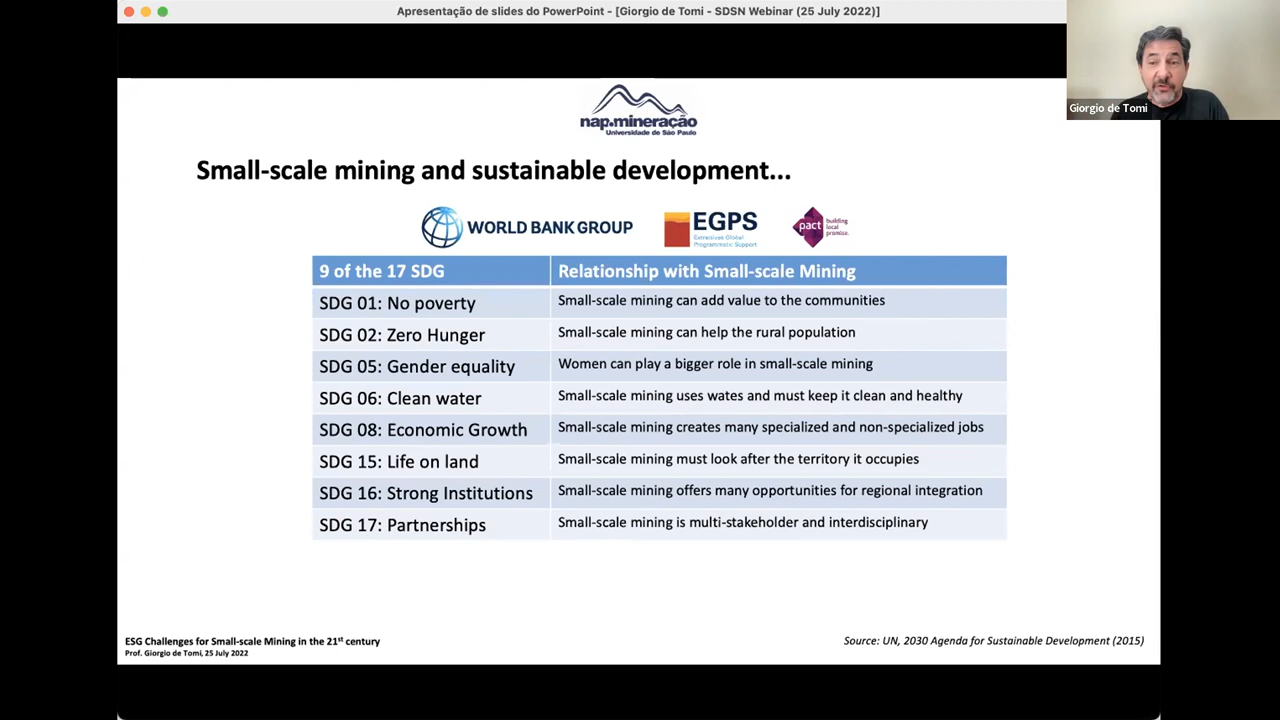 Apresentação de slides do PowerPoint - [Giorgio de Tomi - SDSN Webinar (25 July 2022)]
Giorgio de Tomi
nap.mineração
Universidade de São Paulo
Small-scale mining and sustainable development...
WORLD BANK GROUP
EGPS
Extractives Global
Programmatic Support
pact
building
local
promise.
9 of the 17 SDG
Relationship with Small-scale Mining
SDG 01: No poverty
Small-scale mining can add value to the communities
SDG 02: Zero Hunger
Small-scale mining can help the rural population
SDG 05: Gender equality
Women can play a bigger role in small-scale mining
SDG 06: Clean water
Small-scale mining uses wates and must keep it clean and healthy
SDG 08: Economic Growth
Small-scale mining creates many specialized and non-specialized jobs
SDG 15: Life on land
Small-scale mining must look after the territory it occupies
SDG 16: Strong Institutions
Small-scale mining offers many opportunities for regional integration
SDG 17: Partnerships
Small-scale mining is multi-stakeholder and interdisciplinary
ESG Challenges for Small-scale Mining in the 21st century
Prof. Giorgio de Tomi, 25 July 2022
Source: UN, 2030 Agenda for Sustainable Development (2015)